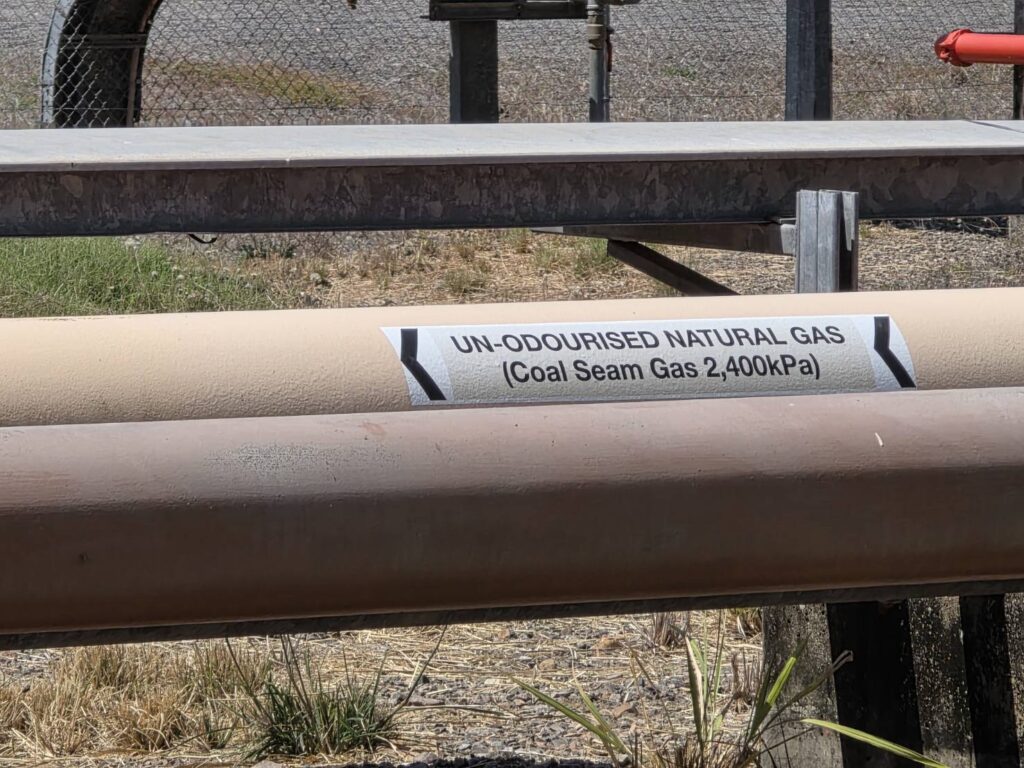 UN-ODOURISED NATURAL GAS
(Coal Seam Gas 2,400kPa)